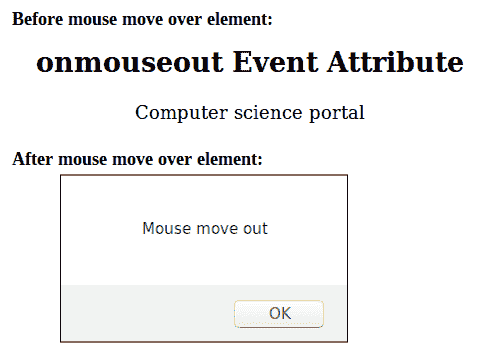 Before mouse move over element:
onmouseout Event Attribute
Computer science portal
After mouse move over element:
Mouse move out
OK